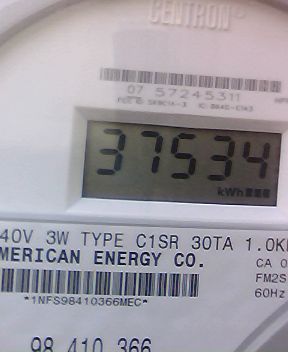 CENTRON®
07 57245311
37534
kWh
40V 3W TYPE C1SR 30TA 1.0K
MERICAN ENERGY CO.
CA 0
FM2S
60Hz
*1NFS98410366MEC*
98 410 366